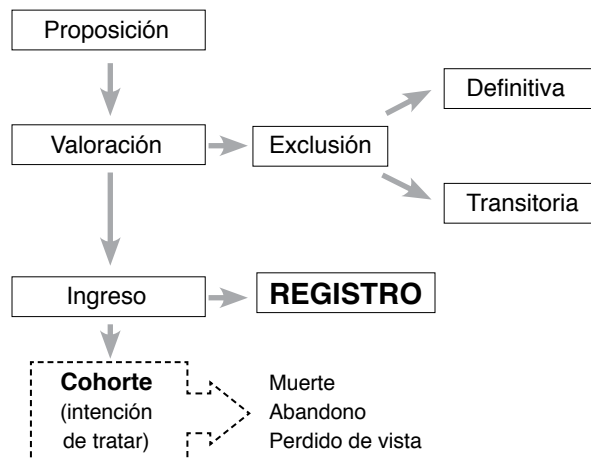 Proposición
Definitiva
Valoración
Exclusión
Transitoria
Ingreso
REGISTRO
Cohorte
(intención
de tratar)
Muerte
Abandono
Perdido de vista